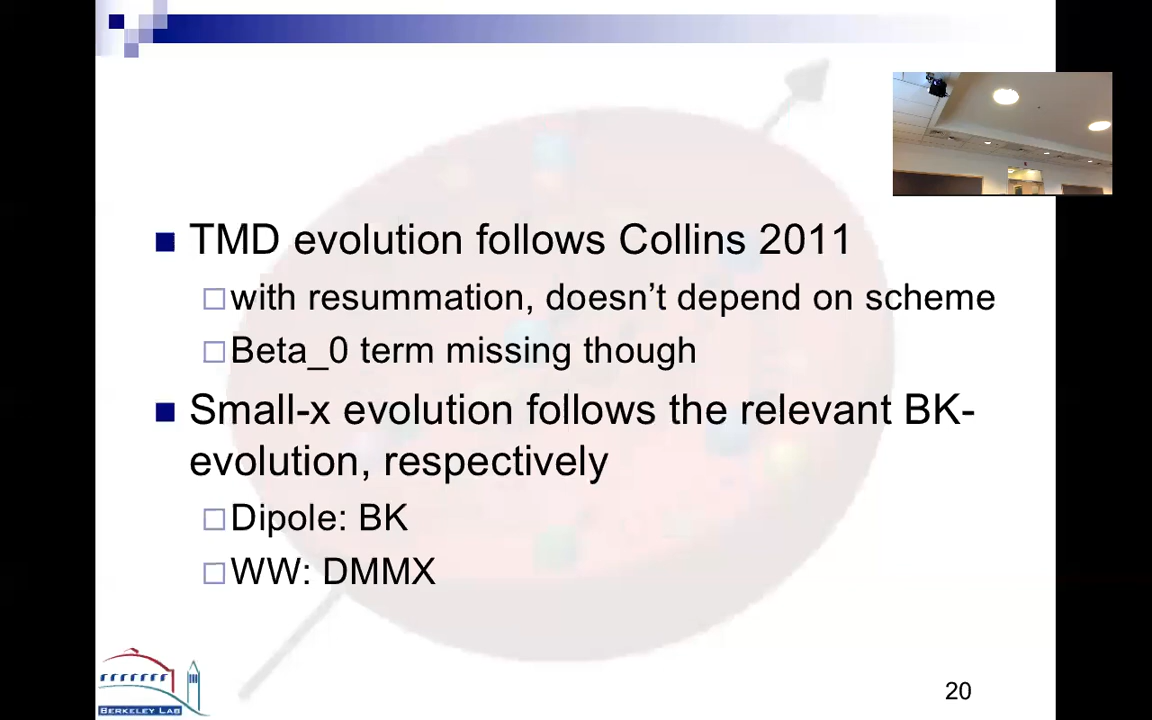 TMD evolution follows Collins 2011
with resummation, doesn’t depend on scheme
Beta_0 term missing though
Small-x evolution follows the relevant BK-
evolution, respectively
Dipole: BK
WW: DMMX
BERKELEY LAB
20